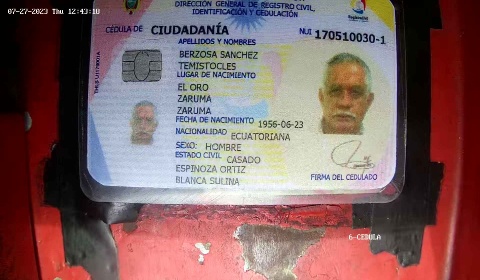 07-27-2023 Thu 12:43:18
DIRECCIÓN GENERAL DE REGISTRO CIVIL,
IDENTIFICACIÓN Y CEDULACIÓN
CÉDULA DE CIUDADANÍA NUI 170510030-1
APELLIDOS Y NOMBRES
BERZOSA SANCHEZ
TEMISTOCLES
LUGAR DE NACIMIENTO
EL ORO
ZARUMA
ZARUMA
FECHA DE NACIMIENTO 1956-06-23
NACIONALIDAD ECUATORIANA
SEXO: HOMBRE
ESTADO CIVIL CASADO
ESPINOZA ORTIZ
BLANCA SULINA
FIRMA DEL CEDULADO
6-CEDULA